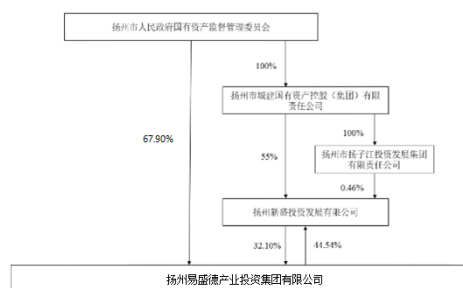 扬州市人民政府国有资产监督管理委员会
100%
扬州市城建国有资产控股（集团）有限
责任公司
67.90%
100%
55%
扬州市扬子江投资发展集团
有限责任公司
0.46%
扬州新盛投资发展有限公司
32.10%
44.54%
扬州易盛德产业投资集团有限公司